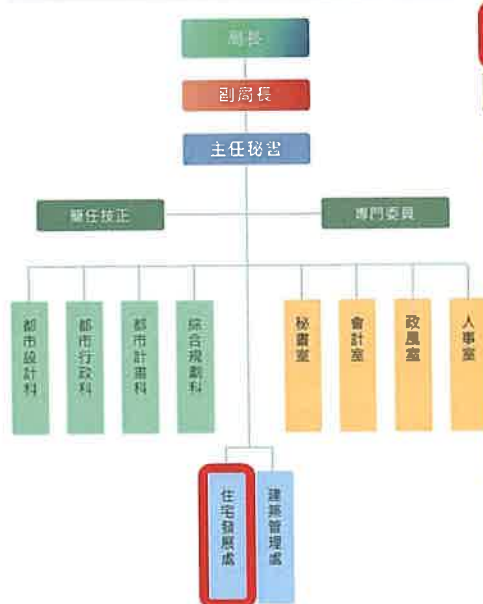 局長
副局長
主任秘書
簡任技正
專門委員
都市設計科
都市行政科
都市計畫科
綜合規劃科
秘書室
會計室
政風室
人事室
住宅發展處
建築管理處